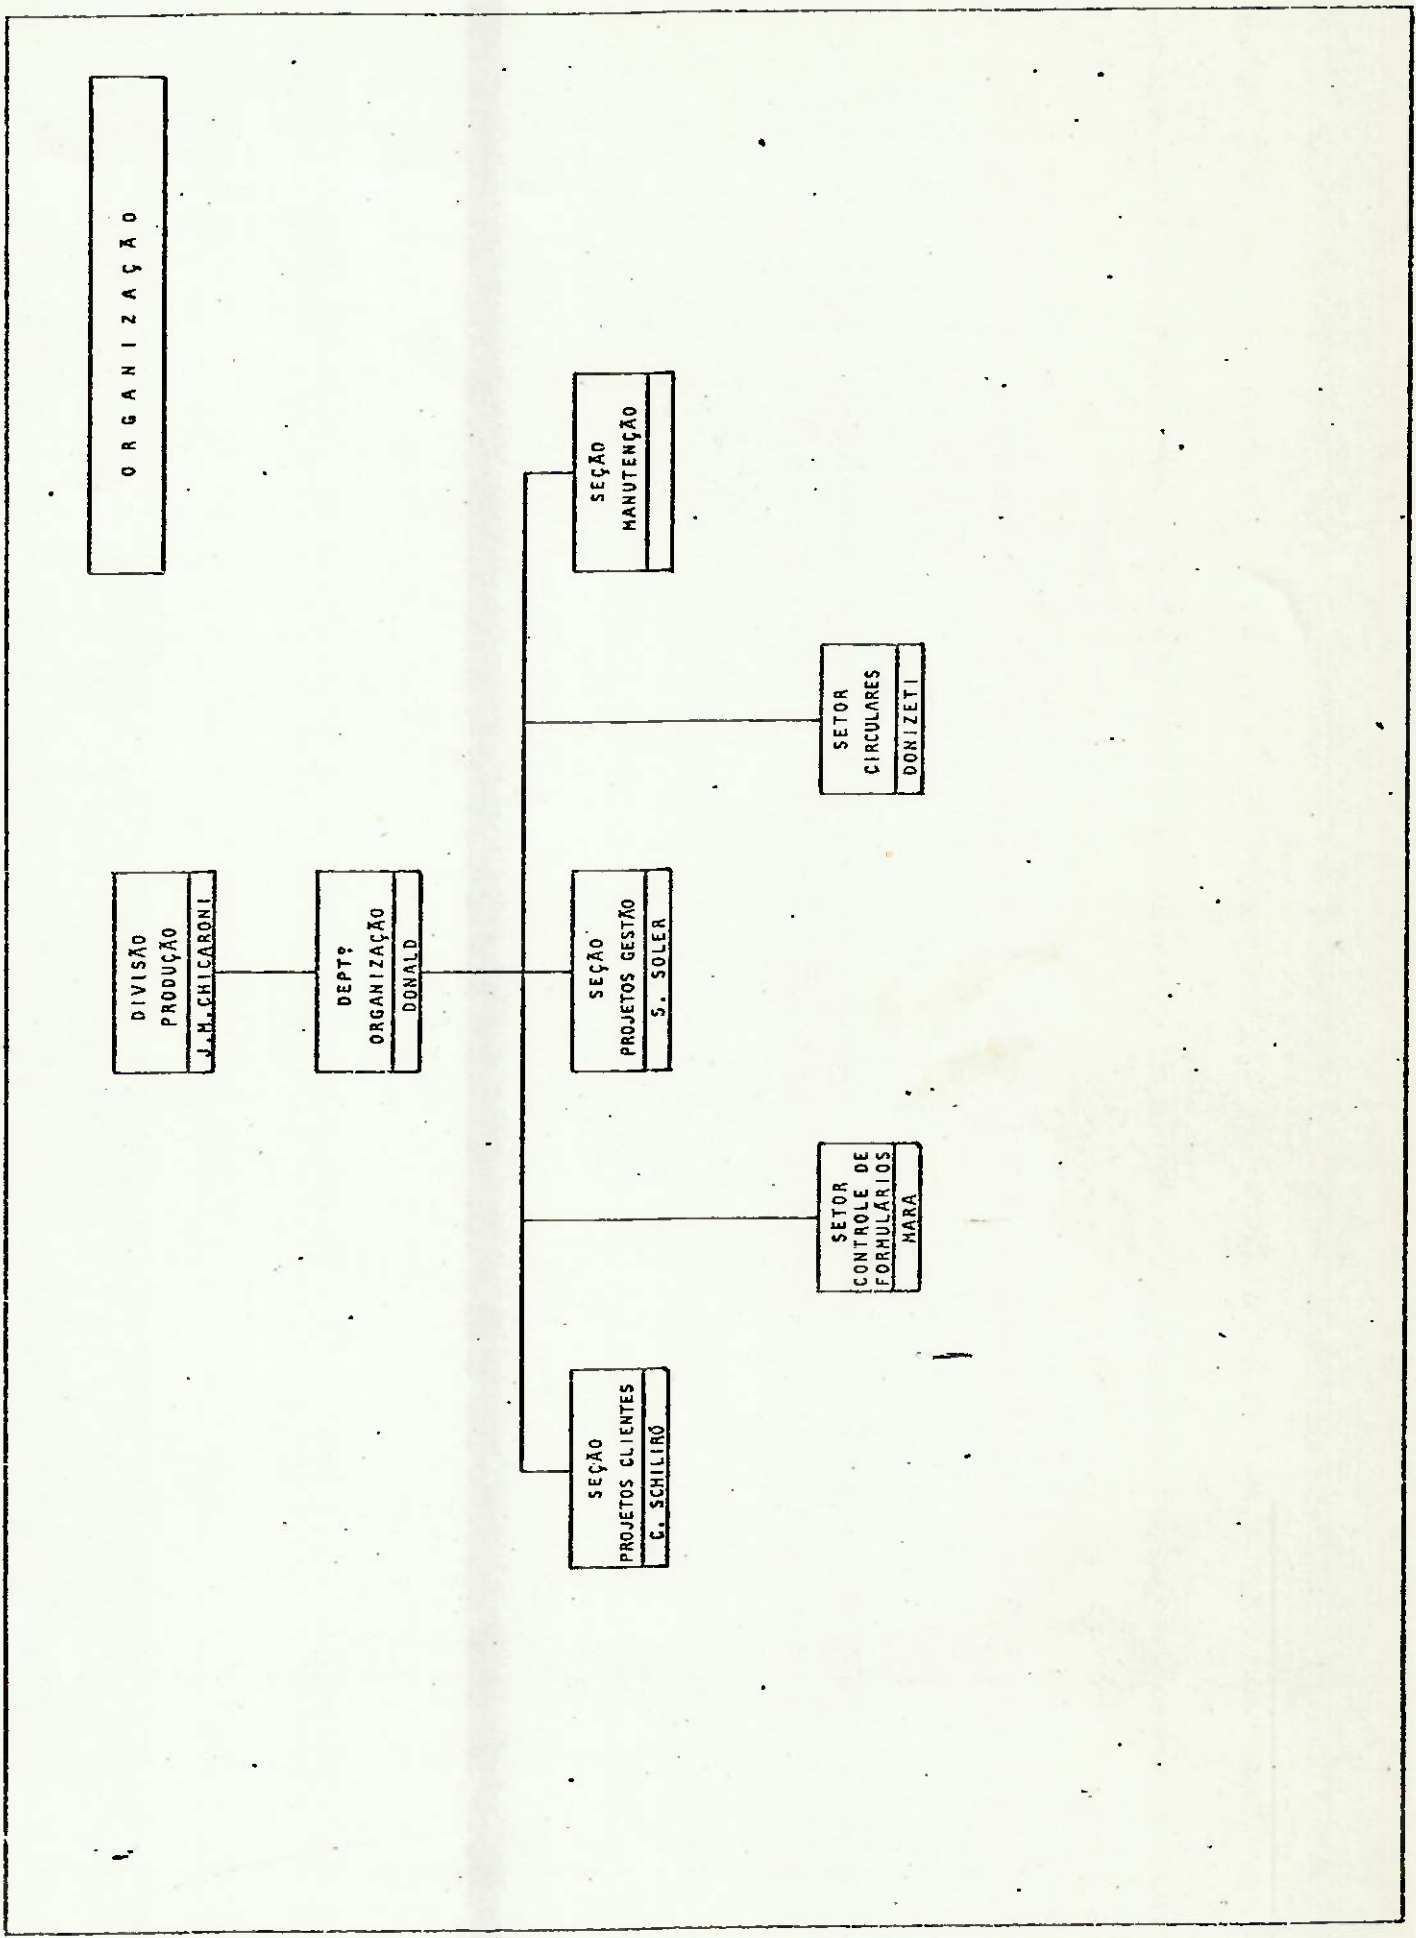 ORGANIZAÇÃO
DIVISÃO
PRODUÇÃO
J.M.CHICARONI
DEPTº
ORGANIZAÇÃO
DONALD
SEÇÃO
PROJETOS CLIENTES
C. SCHILIRÓ
SEÇÃO
PROJETOS GESTÃO
S. SOLER
SEÇÃO
MANUTENÇÃO
SETOR
CONTROLE DE
FORMULÁRIOS
MARA
SETOR
CIRCULARES
DONIZETI